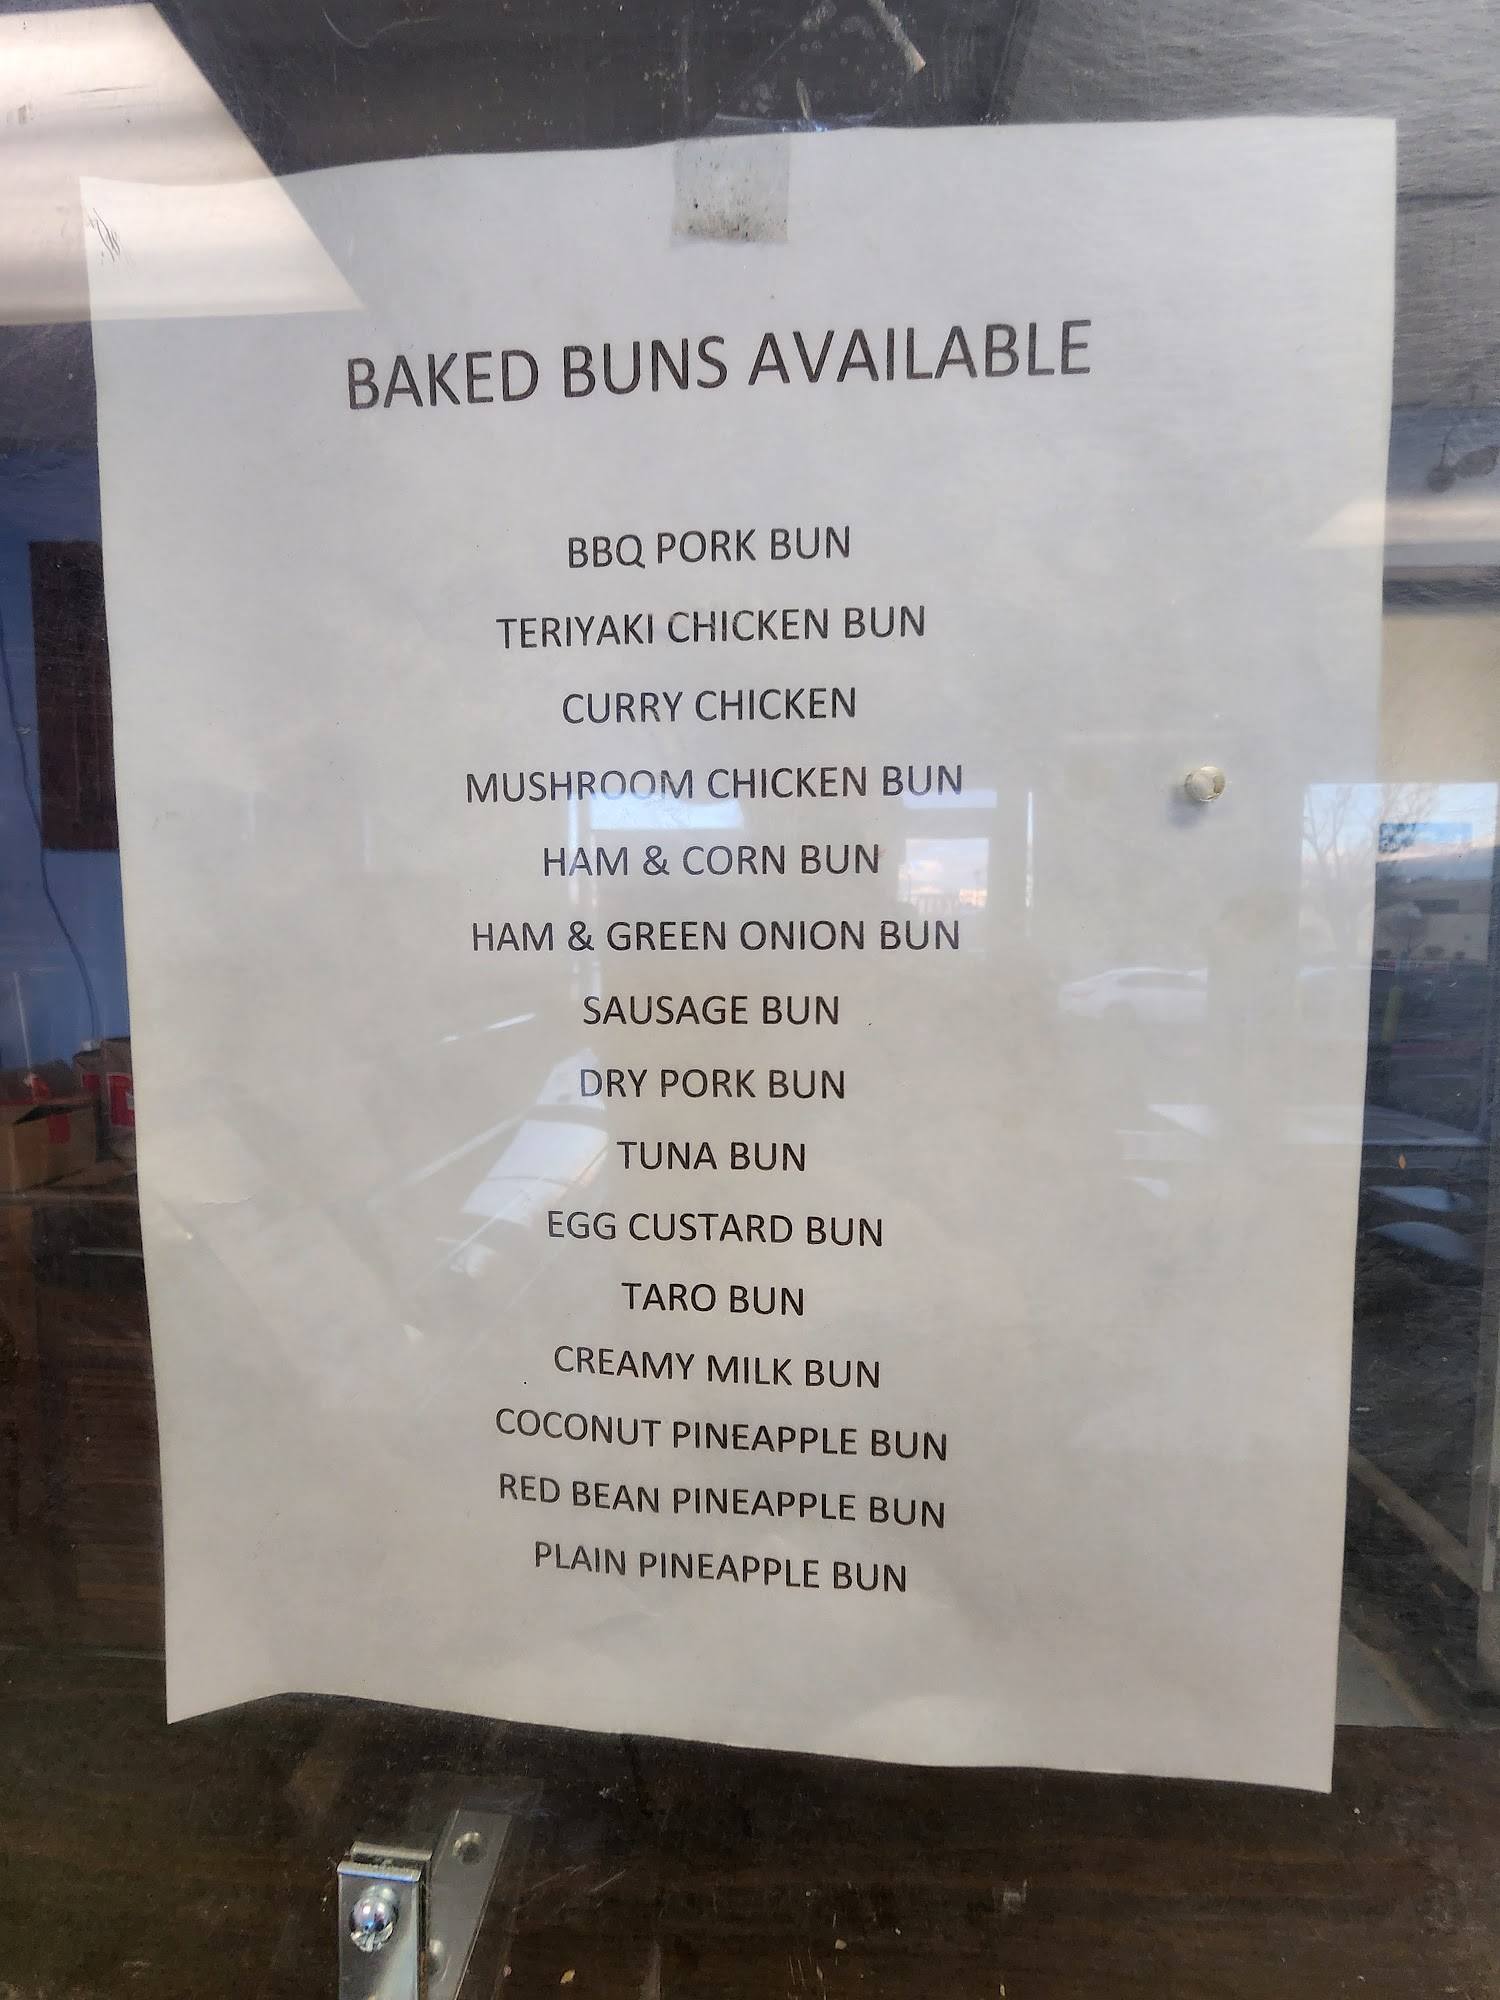 BAKED BUNS AVAILABLE
BBQ PORK BUN
TERIYAKI CHICKEN BUN
CURRY CHICKEN
MUSHROOM CHICKEN BUN
HAM & CORN BUN
HAM & GREEN ONION BUN
SAUSAGE BUN
DRY PORK BUN
TUNA BUN
EGG CUSTARD BUN
TARO BUN
CREAMY MILK BUN
COCONUT PINEAPPLE BUN
RED BEAN PINEAPPLE BUN
PLAIN PINEAPPLE BUN